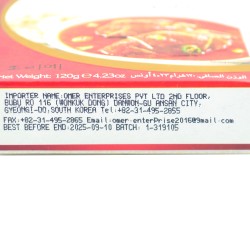 Net Weight: 120g ℮ 4.23oz.
IMPORTER NAME:OMER ENTERPRISES PVT LTD 2ND FLOOR,
BUBU RO 116 (WONKUK DONG) DANWON-GU ANSAN CITY,
GYEONGI-DO,SOUTH KOREA Tel :+82-31-495-2855
FAX:+82-31-495-2865 Email:omer-enterPrise2016@hotmail.com
BEST BEFORE END:2025-09-10 BATCH: 1-319105